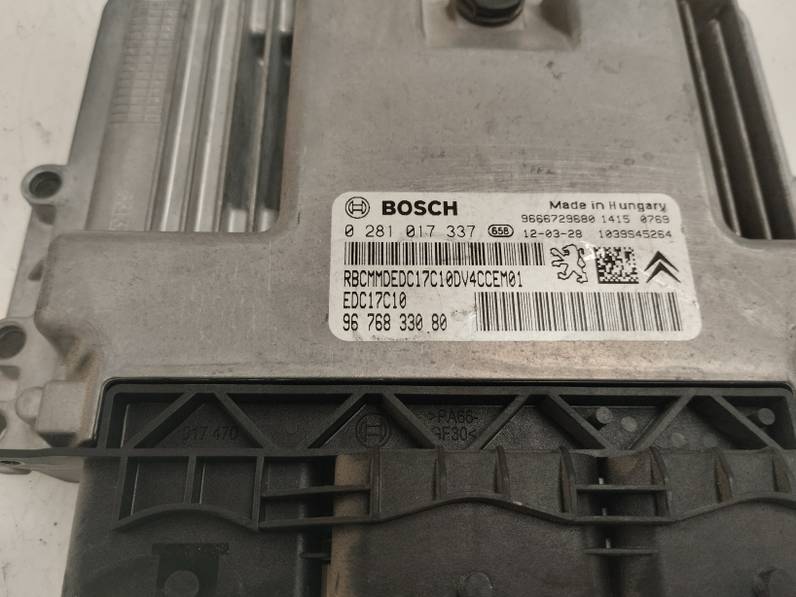 BOSCH
Made in Hungary
9666729680 1415 0769
0 281 017 337 658 12-03-28 1039S45264
RBCMMDEDC17C10DV4CCEM01
EDC17C10
96 768 330 80
017 470
>PA66-
GF30<